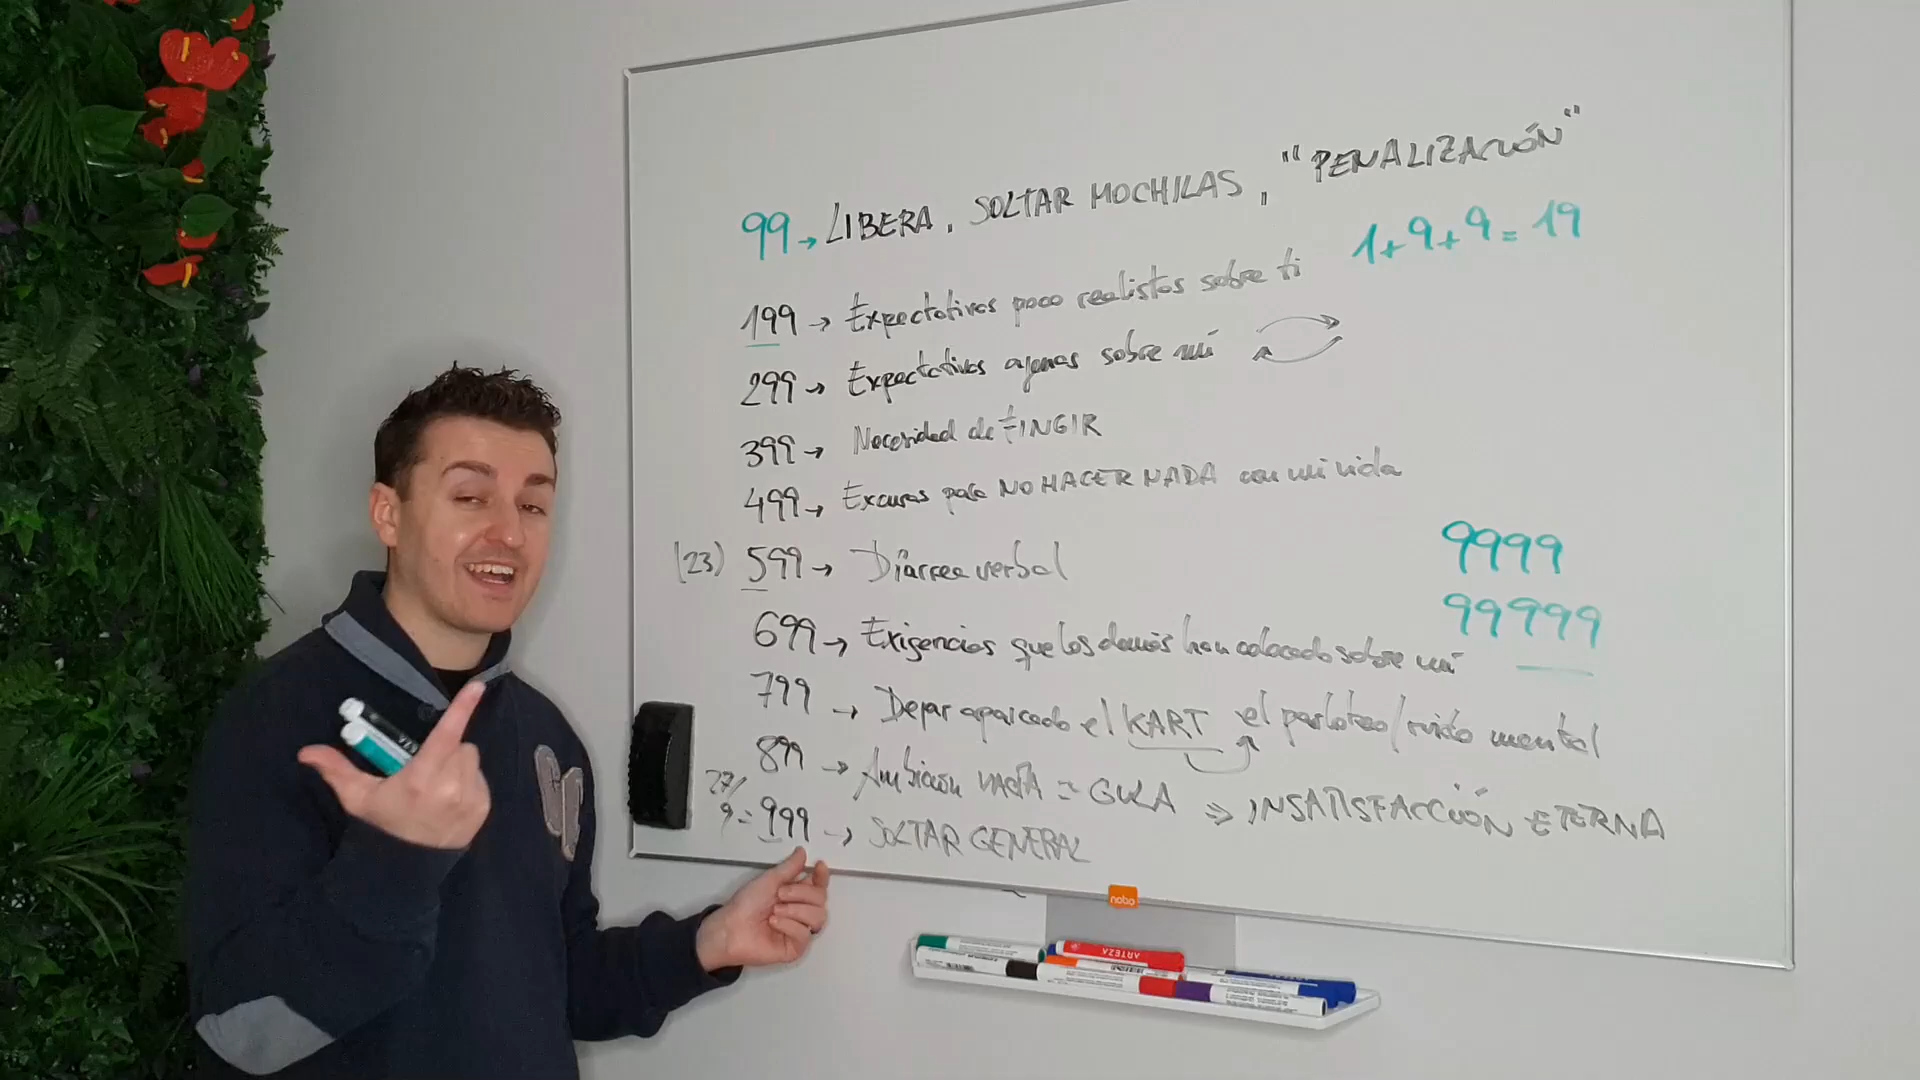 99 → LIBERA, SOLTAR MOCHILAS, "PENALIZACIÓN"
1+9+9=19
199 → Expectativas poco realistas sobre ti
299 → Expectativas ajenas sobre mí
399 → Necesidad de FINGIR
499 → Excusas para NO HACER NADA con mi vida
(23) 599 → Diarrea verbal
9999
99999
699 → Exigencias que los demás han colocado sobre mí
799 → Dejar aparcado el KART el parloteo/ruido mental
899 → Ambición VASTA = GULA ⇒ INSATISFACCIÓN ETERNA
27/
9= 999 → SOLTAR GENERAL
nobo
ARTEZA